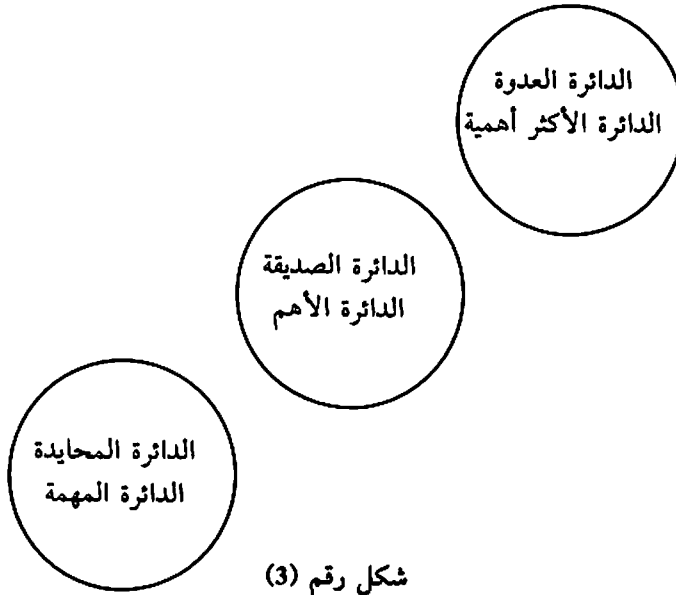 الدائرة العدوة
الدائرة الأكثر أهمية
الدائرة الصديقة
الدائرة الأهم
الدائرة المحايدة
الدائرة المهمة
شكل رقم (3)